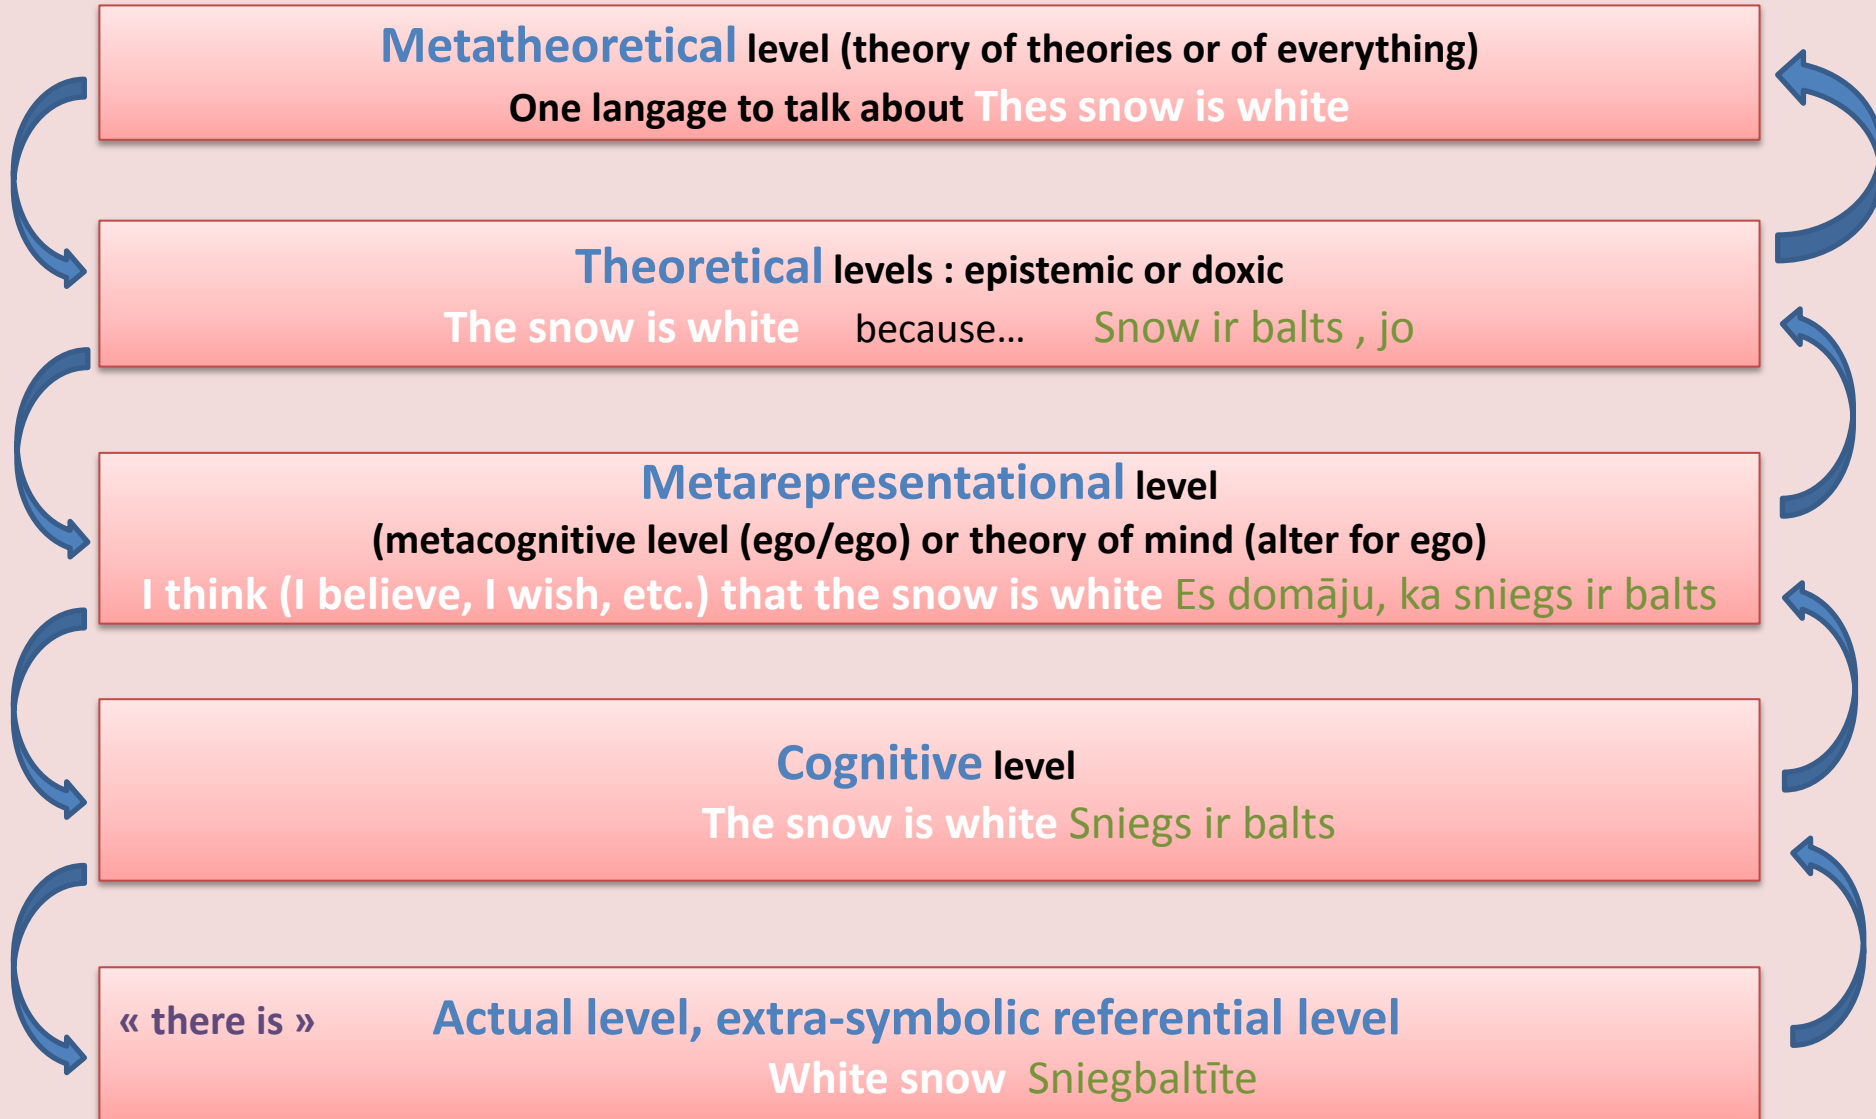 Metatheoretical level (theory of theories or of everything)
One langage to talk about Thes snow is white
Theoretical levels : epistemic or doxic
The snow is white because... Snow ir balts , jo
Metarepresentational level
(metacognitive level (ego/ego) or theory of mind (alter for ego)
I think (I believe, I wish, etc.) that the snow is white Es domāju, ka sniegs ir balts
Cognitive level
The snow is white Sniegs ir balts
« there is » Actual level, extra-symbolic referential level
White snow Sniegbaltīte